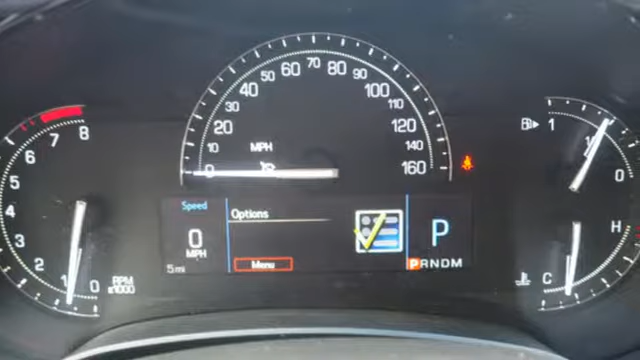 0 10 20 30 40 50 60 70 80 90 100 110 120 140 160
MPH
0 1 2 3 4 5 6 7 8
RPM
x1000
1 0
H
C
Speed
0
MPH
5 mi
Options
Menu
P
PRNDM